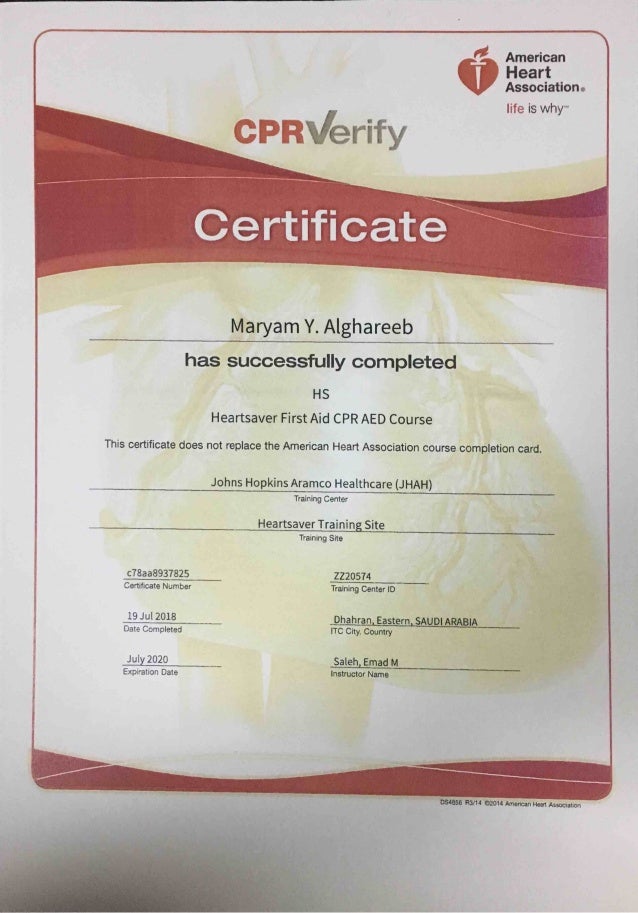 American
Heart
Association®
life is why™
CPRVerify
Certificate
Maryam Y. Alghareeb
has successfully completed
HS
Heartsaver First Aid CPR AED Course
This certificate does not replace the American Heart Association course completion card.
Johns Hopkins Aramco Healthcare (JHAH)
Training Center
Heartsaver Training Site
Training Site
c78aa8937825
Certificate Number
ZZ20574
Training Center ID
19 Jul 2018
Date Completed
Dhahran, Eastern, SAUDI ARABIA
ITC City, Country
July 2020
Expiration Date
Saleh, Emad M
Instructor Name
DS4856 R3/14 ©2014 American Heart Association